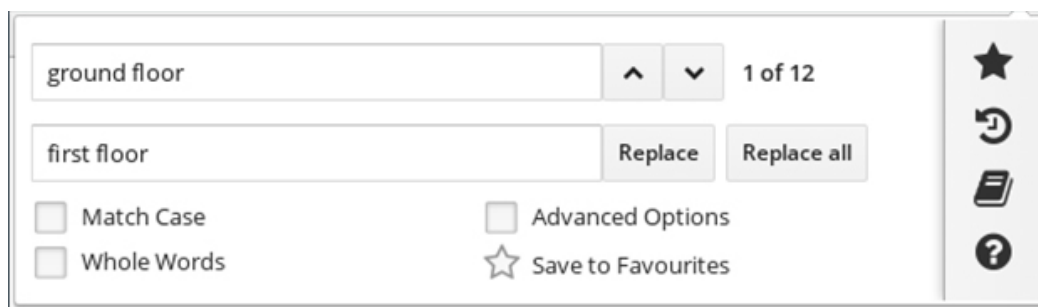 ground floor 1 of 12
first floor Replace Replace all
Match Case Advanced Options
Whole Words Save to Favourites